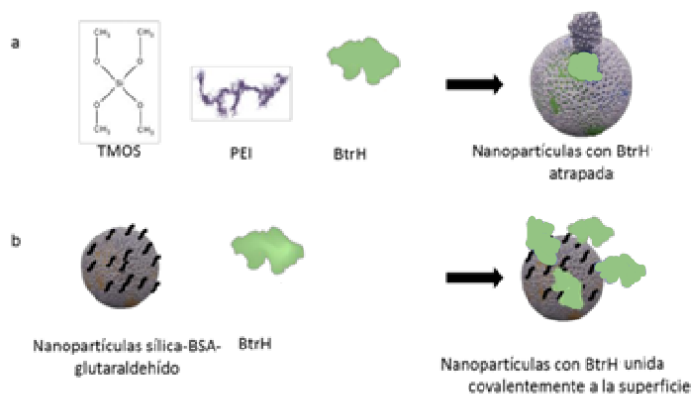 a
CH₃
CH₃
O
O
Si
O
O
CH₃
CH₃
TMOS
PEI
BtrH
Nanopartículas con BtrH
atrapada
b
Nanopartículas sílica-BSA-
glutaraldehído
BtrH
Nanopartículas con BtrH unida
covalentemente a la superficie